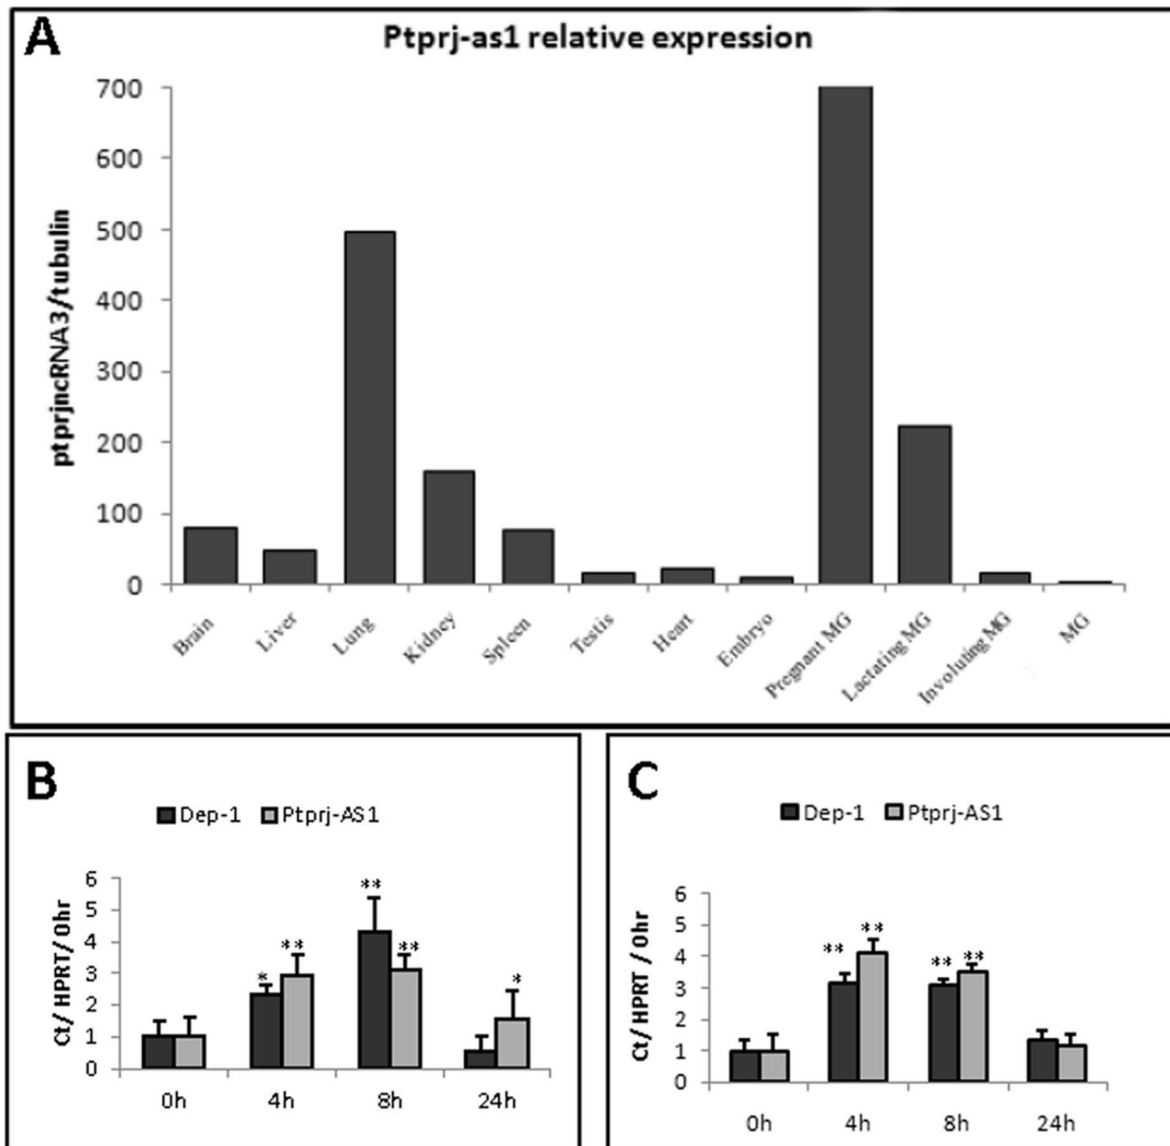 A
Ptprj-as1 relative expression
ptprjncRNA3/tubulin
700
600
500
400
300
200
100
0
Brain
Liver
Lung
Kidney
Spleen
Testis
Heart
Embryo
Pregnant MG
Lactating MG
Involuting MG
MG
B
Dep-1 Ptprj-AS1
Ct/ HPRT/ 0hr
6
5
4
3
2
1
0
*
**
**
**
*
0h 4h 8h 24h
C
Dep-1 Ptprj-AS1
Ct/ HPRT / 0hr
6
5
4
3
2
1
0
**
**
**
**
0h 4h 8h 24h